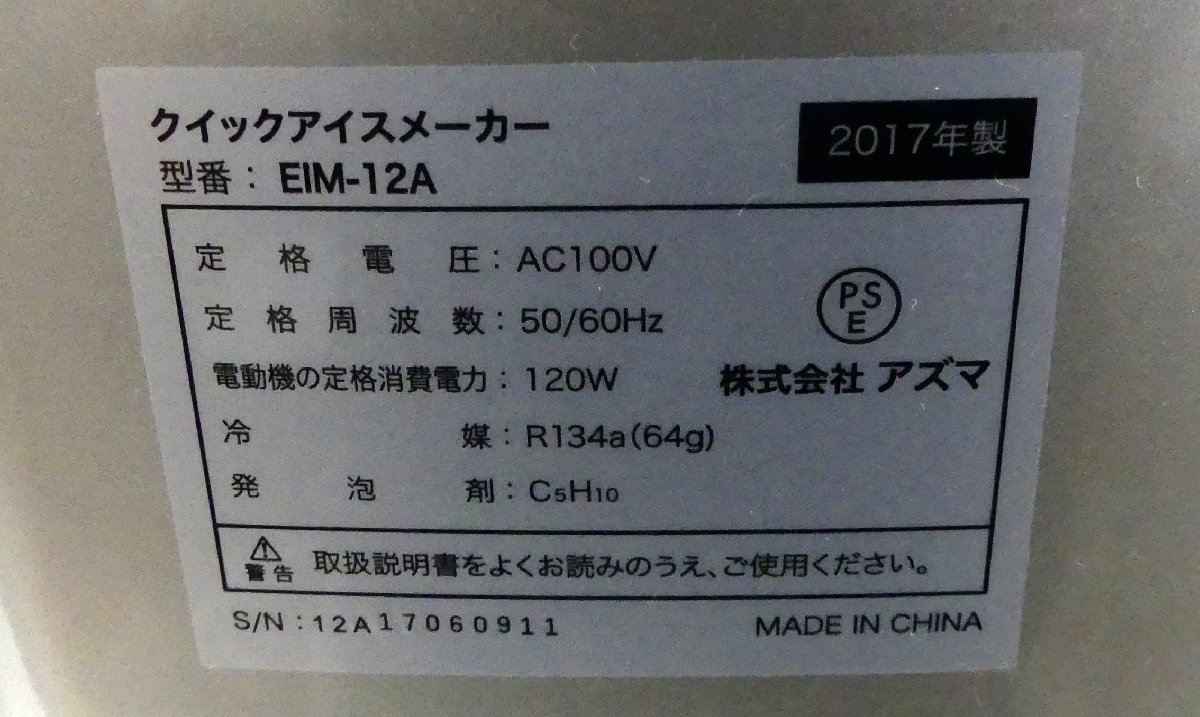 クイックアイスメーカー
2017年製
型番：EIM-12A
定格電圧：AC100V
定格周波数：50/60Hz
PS
E
電動機の定格消費電力：120W
株式会社 アズマ
冷媒：R134a(64g)
発泡剤：C₅H₁₀
警告 取扱説明書をよくお読みのうえ、ご使用ください。
S/N：12A17060911
MADE IN CHINA